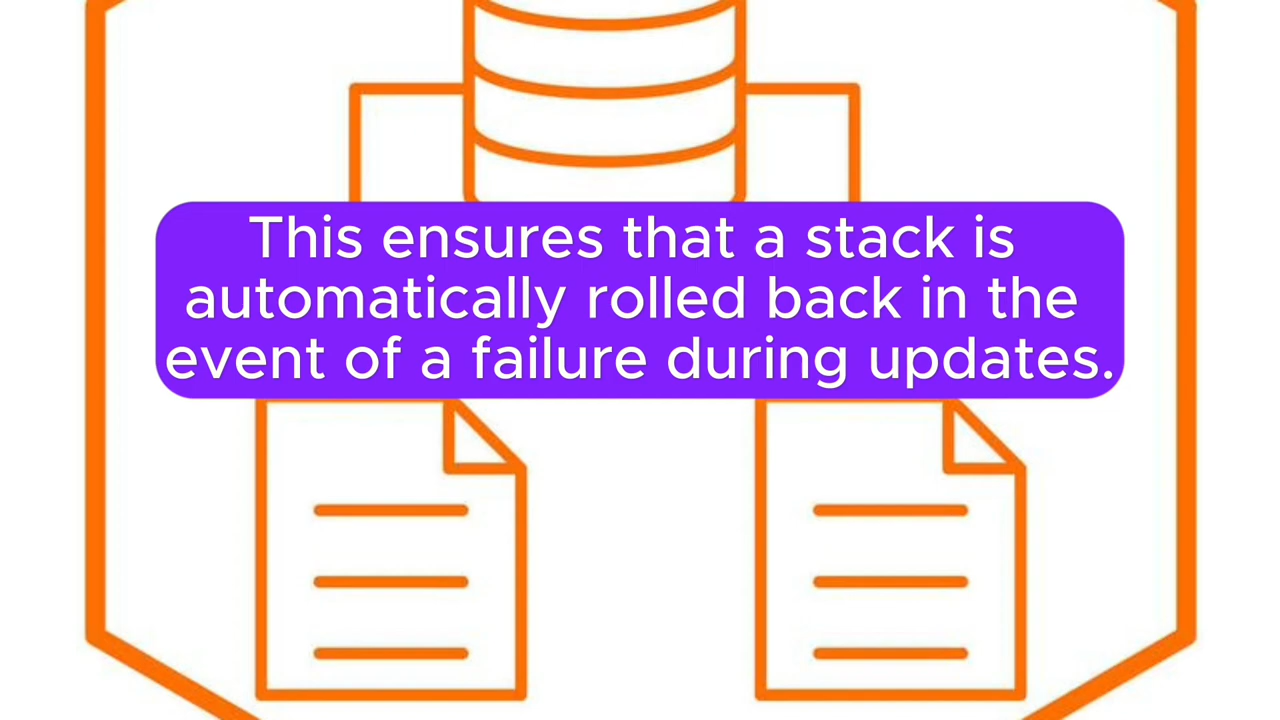 This ensures that a stack is
automatically rolled back in the
event of a failure during updates.